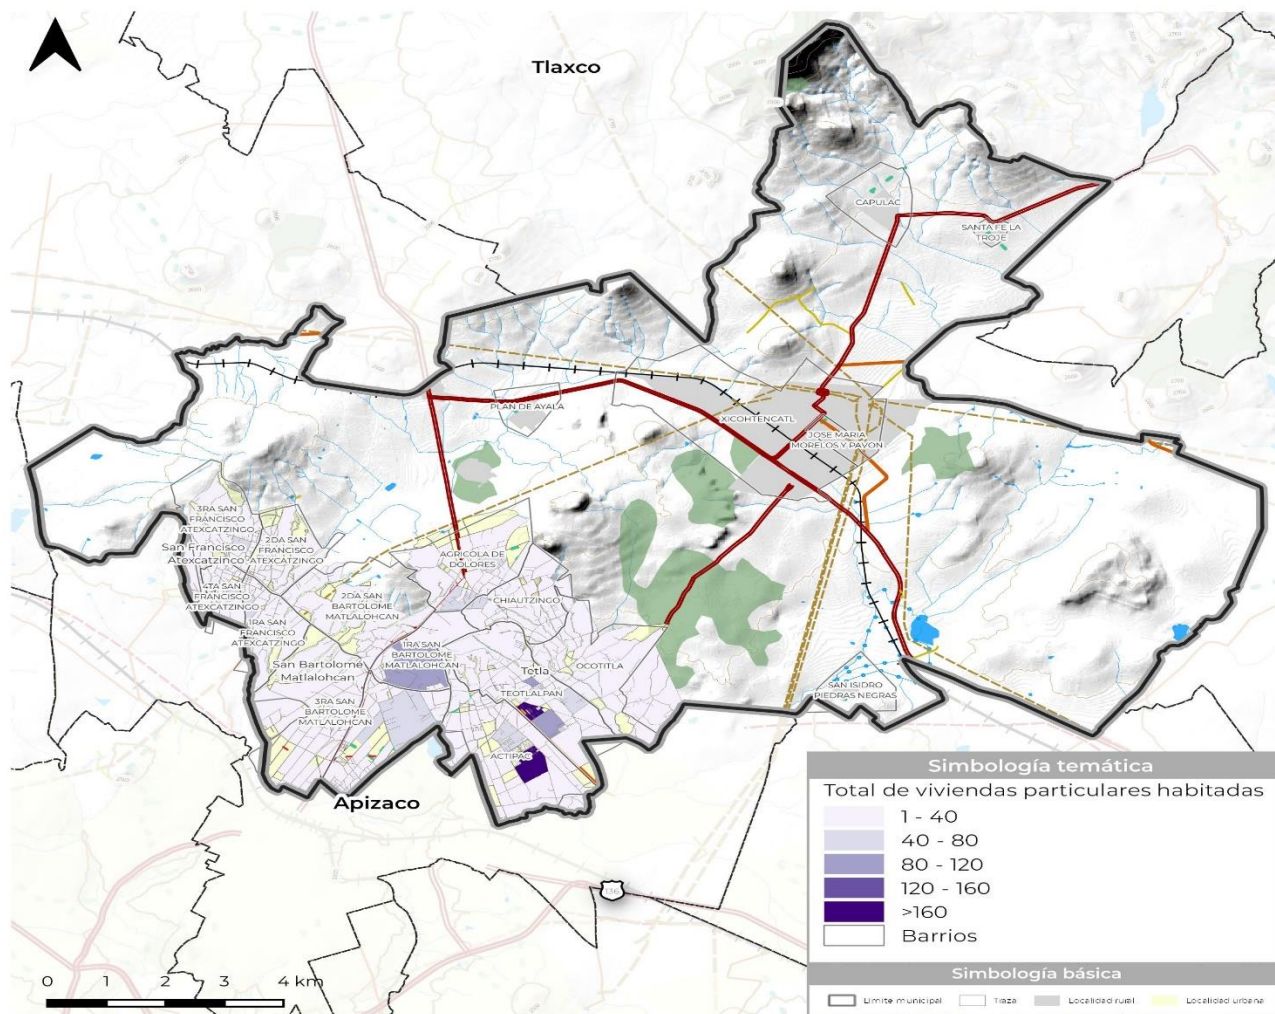 Tlaxco
CAPULAC
SANTA FE LA
TROJE
PLAN DE AYALA
XICOHTENCATL
JOSE MARIA
MORELOS Y PAVON
3RA SAN
FRANCISCO
ATEXCATZINGO
San Francisco
Atexcatzinco
2DA SAN
FRANCISCO
ATEXCATZINGO
4TA SAN
FRANCISCO
ATEXCATZINGO
1RA SAN
FRANCISCO
ATEXCATZINGO
AGRICOLA DE
DOLORES
CHIAUTZINGO
2DA SAN
BARTOLOME
MATLALOHCAN
1RA SAN
BARTOLOME
MATLALOHCAN
San Bartolome
Matlalohcan
Tetla
OCOTITLA
TEOTLALPAN
3RA SAN
BARTOLOME
MATLALOHCAN
ACTIPAC
SAN ISIDRO
PIEDRAS NEGRAS
Apizaco
136
0 1 2 3 4 km
Simbología temática
Total de viviendas particulares habitadas
1 - 40
40 - 80
80 - 120
120 - 160
>160
Barrios
Simbología básica
Límite municipal
Traza
Localidad rural
Localidad urbana